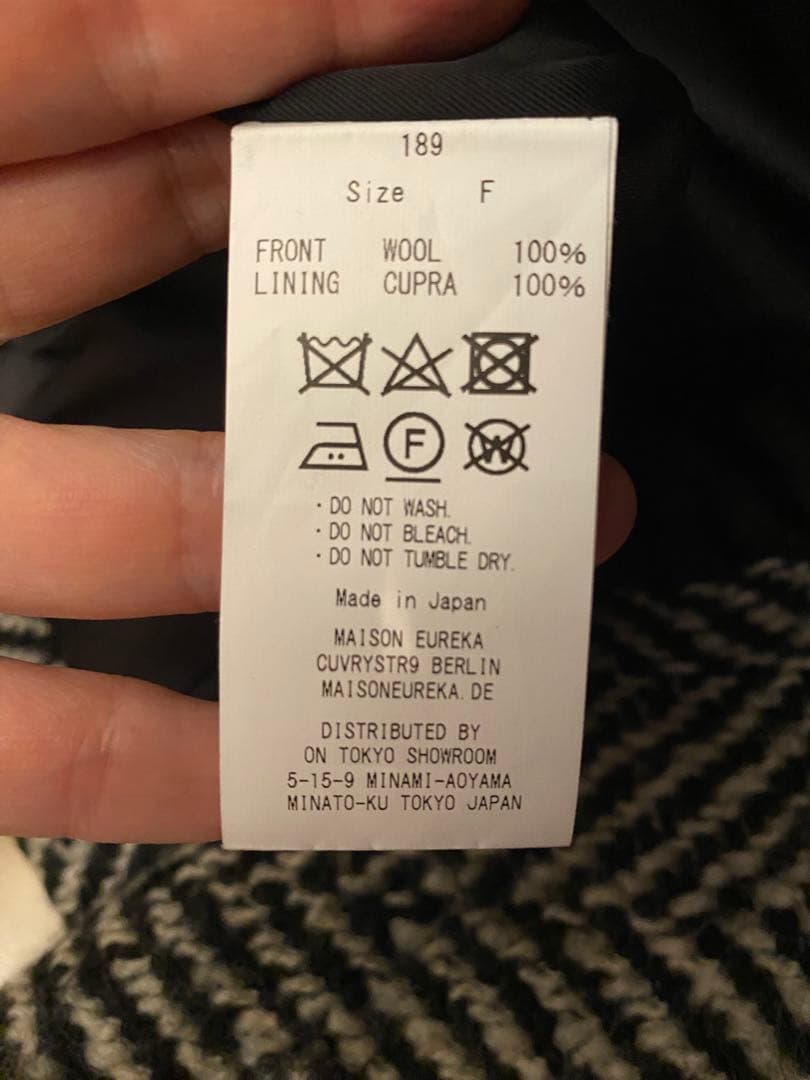 189
Size F
FRONT WOOL 100%
LINING CUPRA 100%
F
W
・DO NOT WASH.
・DO NOT BLEACH.
・DO NOT TUMBLE DRY.
Made in Japan
MAISON EUREKA
CUVRYSTR9 BERLIN
MAISONEUREKA.DE
DISTRIBUTED BY
ON TOKYO SHOWROOM
5-15-9 MINAMI-AOYAMA
MINATO-KU TOKYO JAPAN